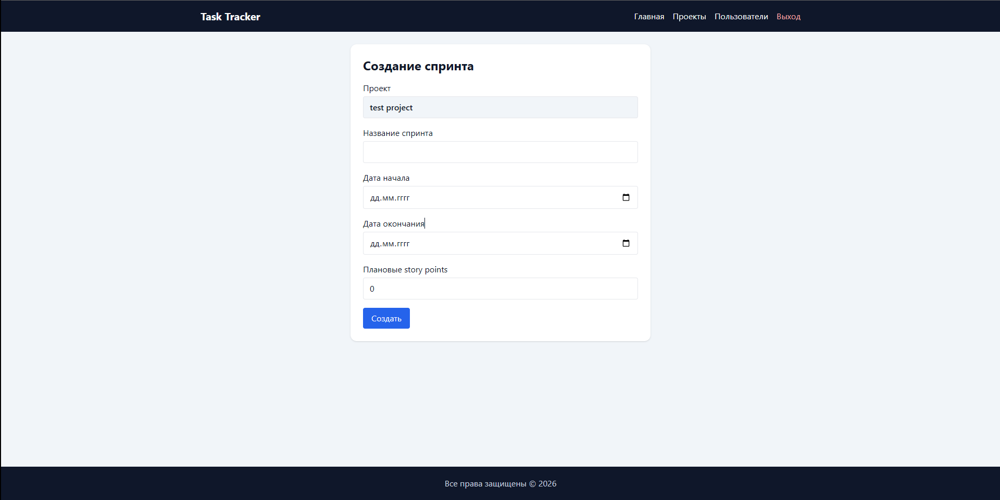 Task Tracker
Главная Проекты Пользователи Выход
Создание спринта
Проект
test project
Название спринта
Дата начала
дд.мм.гггг
Дата окончания
дд.мм.гггг
Плановые story points
0
Создать
Все права защищены © 2026